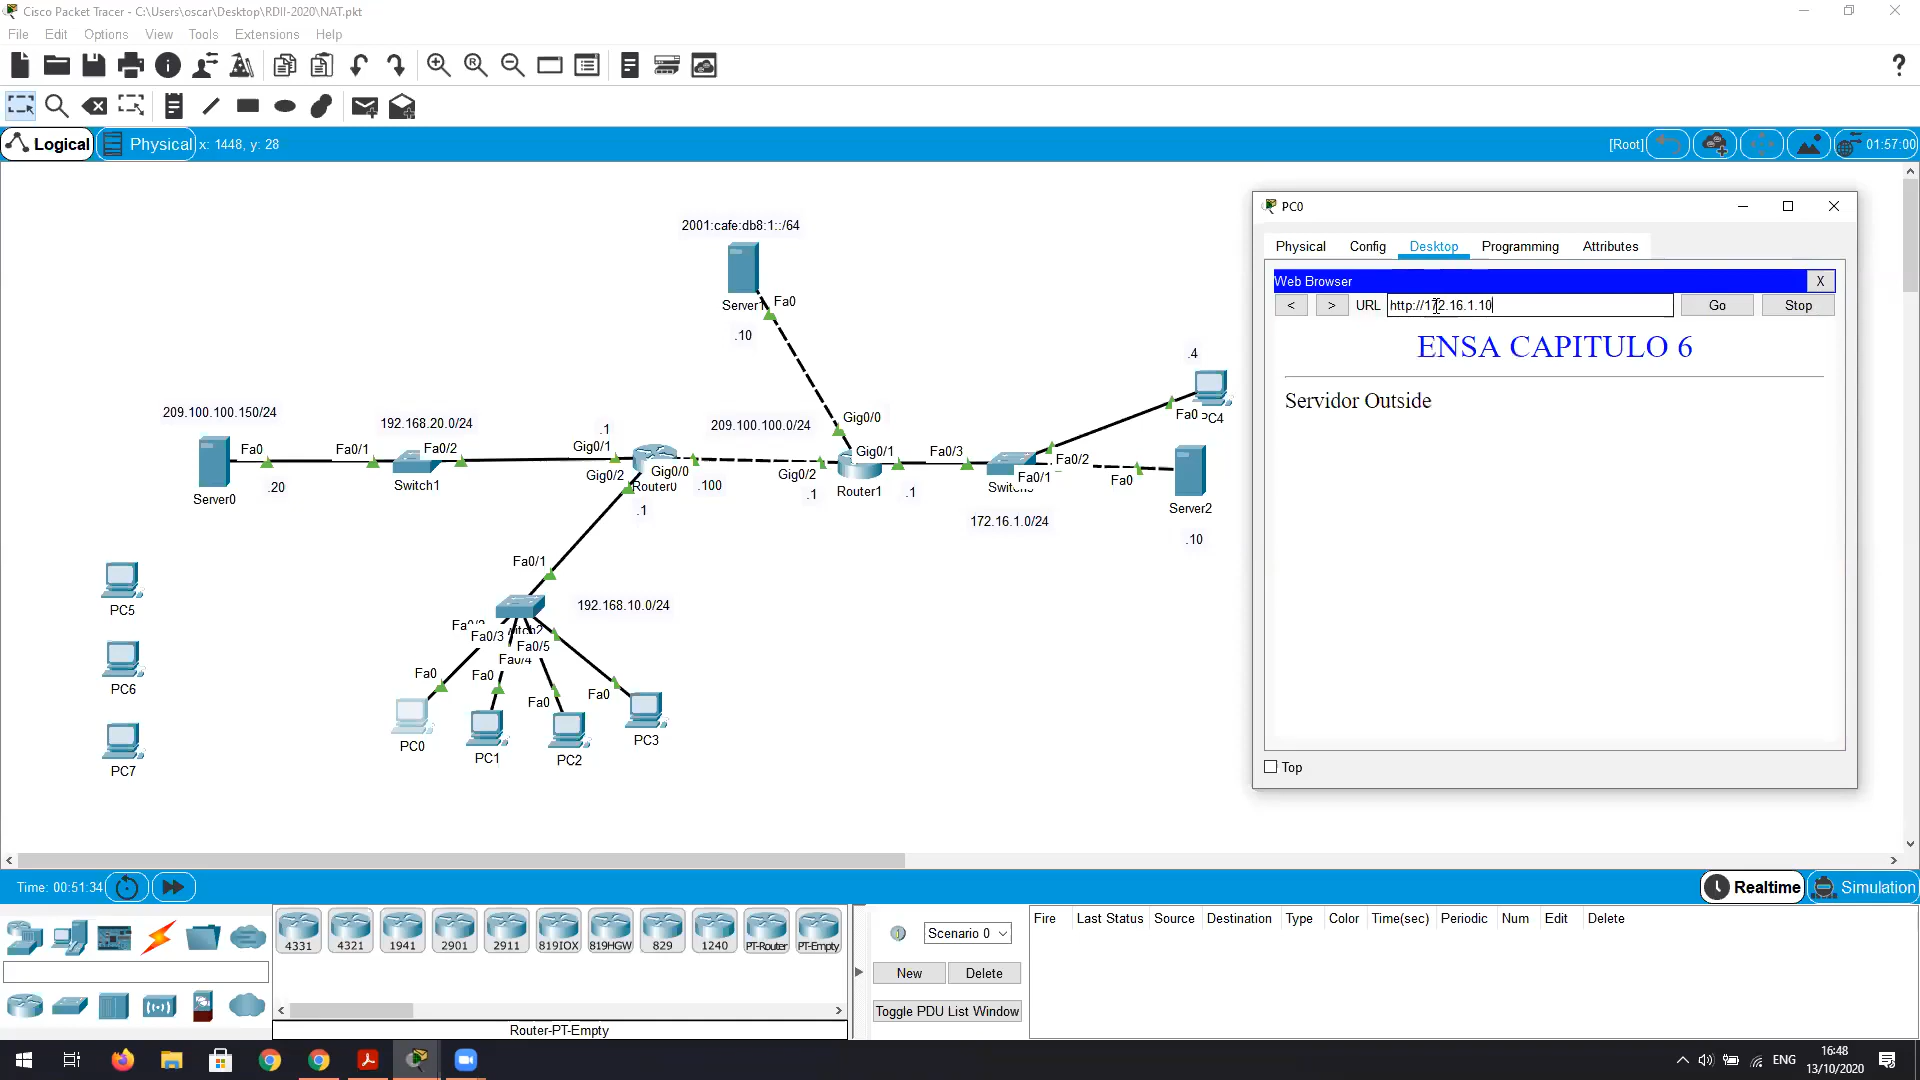 Cisco Packet Tracer - C:\Users\oscar\Desktop\RDII-2020\NAT.pkt
File Edit Options View Tools Extensions Help
Logical Physical x: 1448, y: 28 [Root] 01:57:00
2001:cafe:db8:1::/64
Server1 Fa0
.10
209.100.100.150/24
192.168.20.0/24
Fa0 Fa0/1 Fa0/2
Server0 .20 Switch1
.1
Gig0/1
Gig0/2 Gig0/0
Router0 .100
.1
209.100.100.0/24
Gig0/0
Gig0/1
Gig0/2
.1 Router1 .1
Fa0/3
Fa0/2
Fa0/1
172.16.1.0/24
.4
Fa0 PC4
Fa0
Server2
.10
Fa0/1
192.168.10.0/24
Fa0/3
Fa0/5
Fa0/4
Fa0 Fa0 Fa0 Fa0
PC0 PC1 PC2 PC3
PC5
PC6
PC7
PC0
Physical Config Desktop Programming Attributes
Web Browser X
< > URL http://172.16.1.10 Go Stop
ENSA CAPITULO 6
Servidor Outside
Top
Time: 00:51:34 Realtime Simulation
4331 4321 1941 2901 2911 819IOX 819HGW 829 1240 PT-Router PT-Empty
Router-PT-Empty
Scenario 0
New Delete
Toggle PDU List Window
Fire Last Status Source Destination Type Color Time(sec) Periodic Num Edit Delete
ENG 16:48
13/10/2020